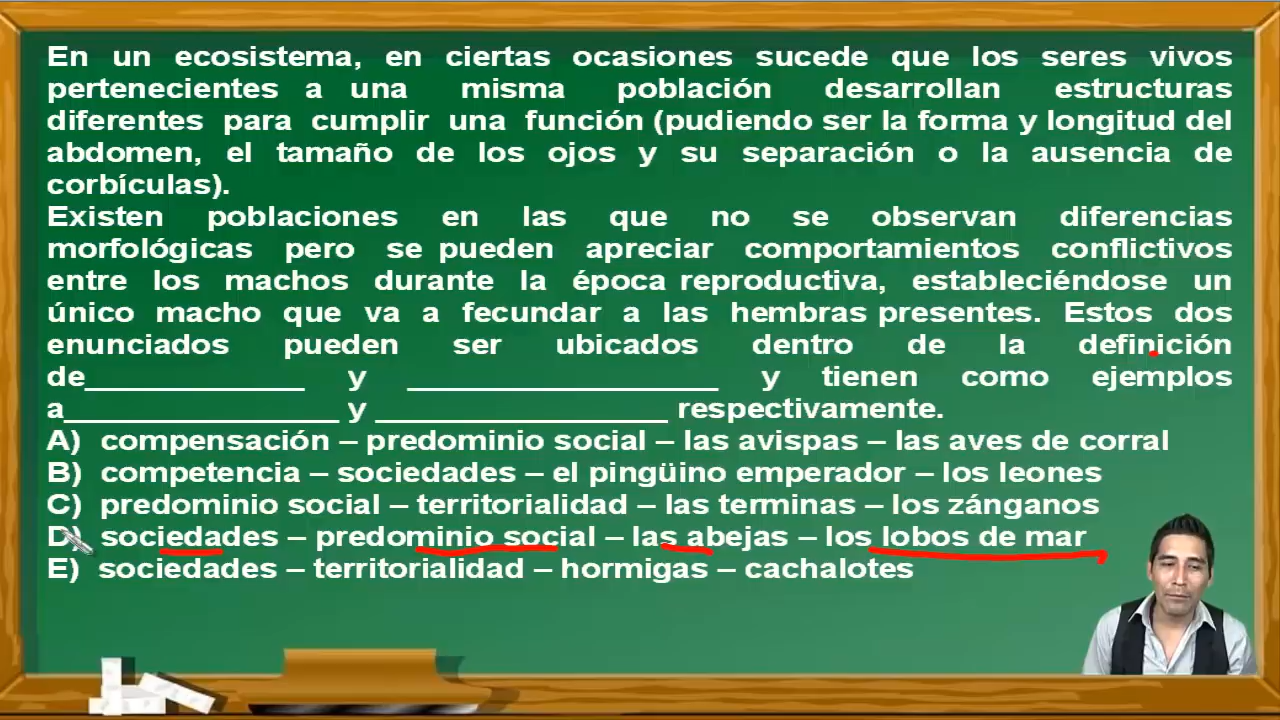 En un ecosistema, en ciertas ocasiones sucede que los seres vivos
pertenecientes a una misma población desarrollan estructuras
diferentes para cumplir una función (pudiendo ser la forma y longitud del
abdomen, el tamaño de los ojos y su separación o la ausencia de
corbículas).
Existen poblaciones en las que no se observan diferencias
morfológicas pero se pueden apreciar comportamientos conflictivos
entre los machos durante la época reproductiva, estableciéndose un
único macho que va a fecundar a las hembras presentes. Estos dos
enunciados pueden ser ubicados dentro de la definición
de_____________ y __________________ y tienen como ejemplos
a________________ y _________________ respectivamente.
A) compensación – predominio social – las avispas – las aves de corral
B) competencia – sociedades – el pingüino emperador – los leones
C) predominio social – territorialidad – las terminas – los zánganos
D) sociedades – predominio social – las abejas – los lobos de mar
E) sociedades – territorialidad – hormigas – cachalotes